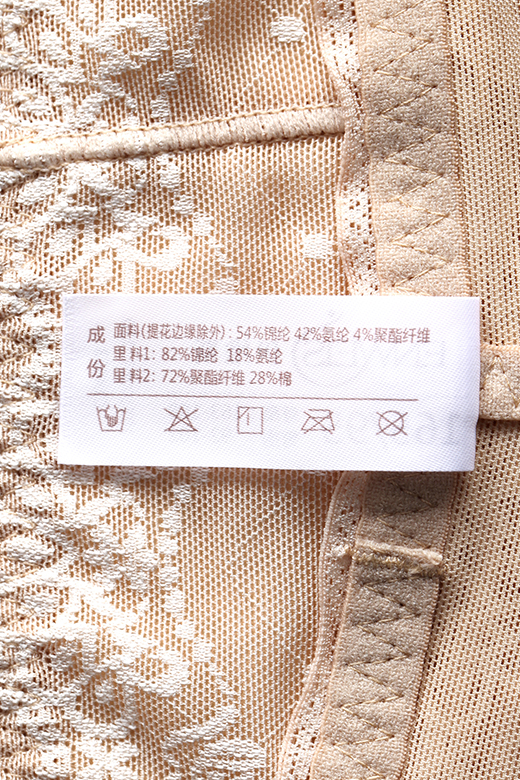 成份
面料(提花边缘除外)：54%锦纶 42%氨纶 4%聚酯纤维
里料1：82%锦纶 18%氨纶
里料2：72%聚酯纤维 28%棉